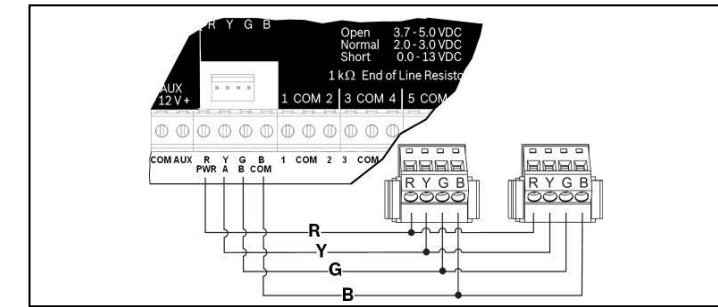 R Y G B
Open 3.7 - 5.0 VDC
Normal 2.0 - 3.0 VDC
Short 0.0 - 13 VDC
1 kΩ End of Line Resisto
AUX
12 V +
1 COM 2 3 COM 4 5 COM
COM AUX R Y G B 1 COM 2 3 COM
PWR A B COM
R Y G B R Y G B
R
Y
G
B